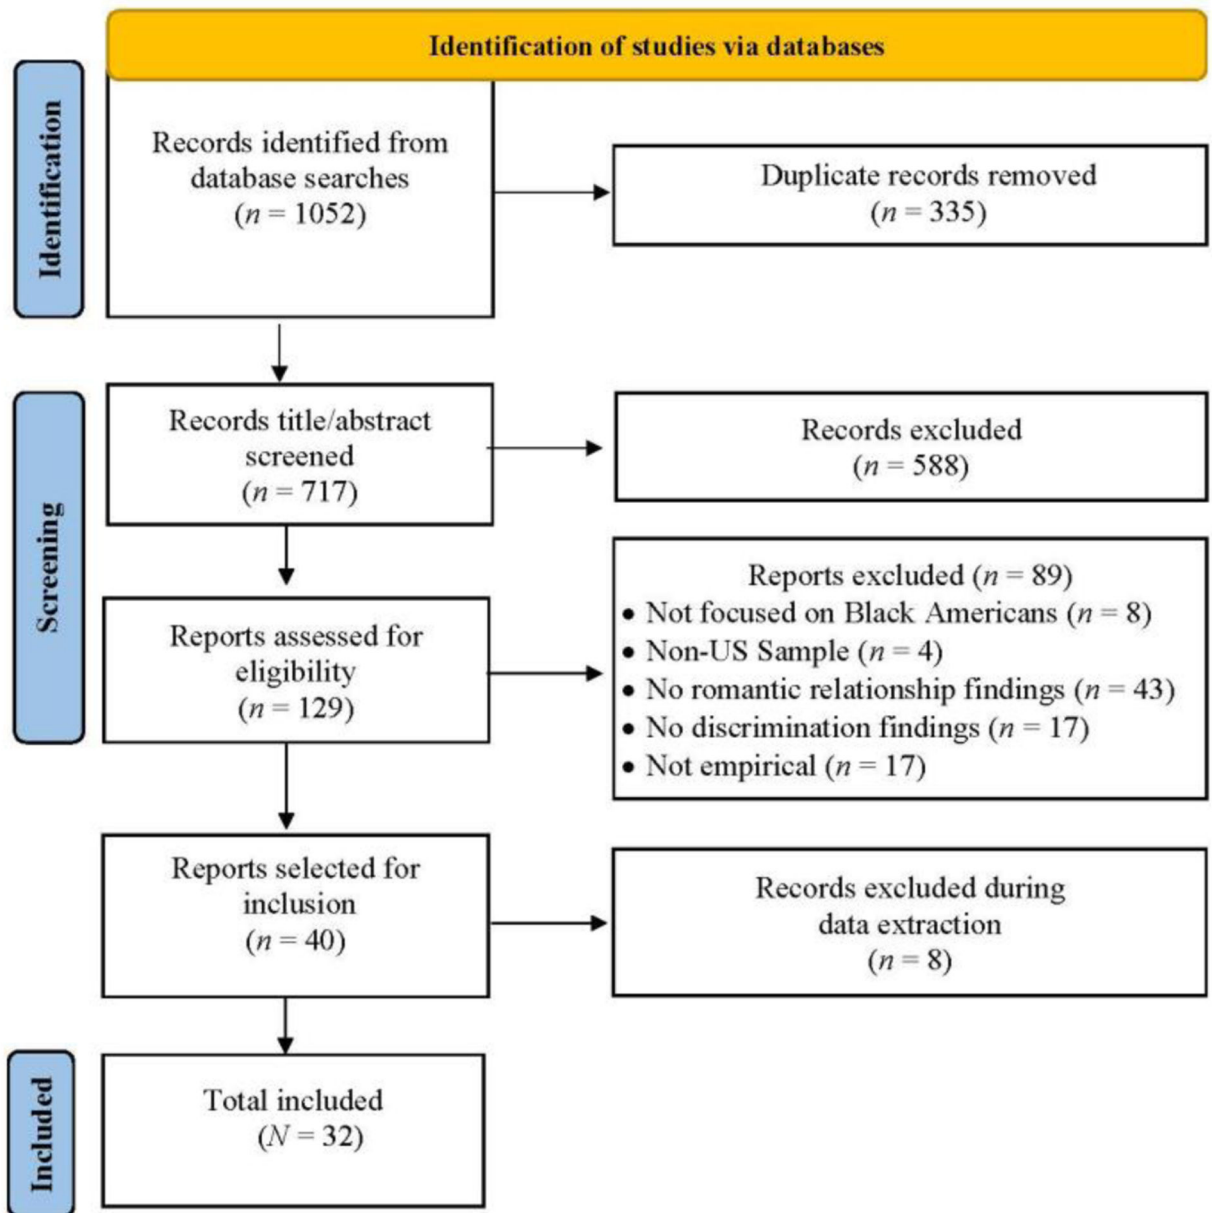 Identification of studies via databases
Identification
Records identified from
database searches
(n = 1052)
Duplicate records removed
(n = 335)
Screening
Records title/abstract
screened
(n = 717)
Records excluded
(n = 588)
Reports assessed for
eligibility
(n = 129)
Reports excluded (n = 89)
• Not focused on Black Americans (n = 8)
• Non-US Sample (n = 4)
• No romantic relationship findings (n = 43)
• No discrimination findings (n = 17)
• Not empirical (n = 17)
Reports selected for
inclusion
(n = 40)
Records excluded during
data extraction
(n = 8)
Included
Total included
(N = 32)